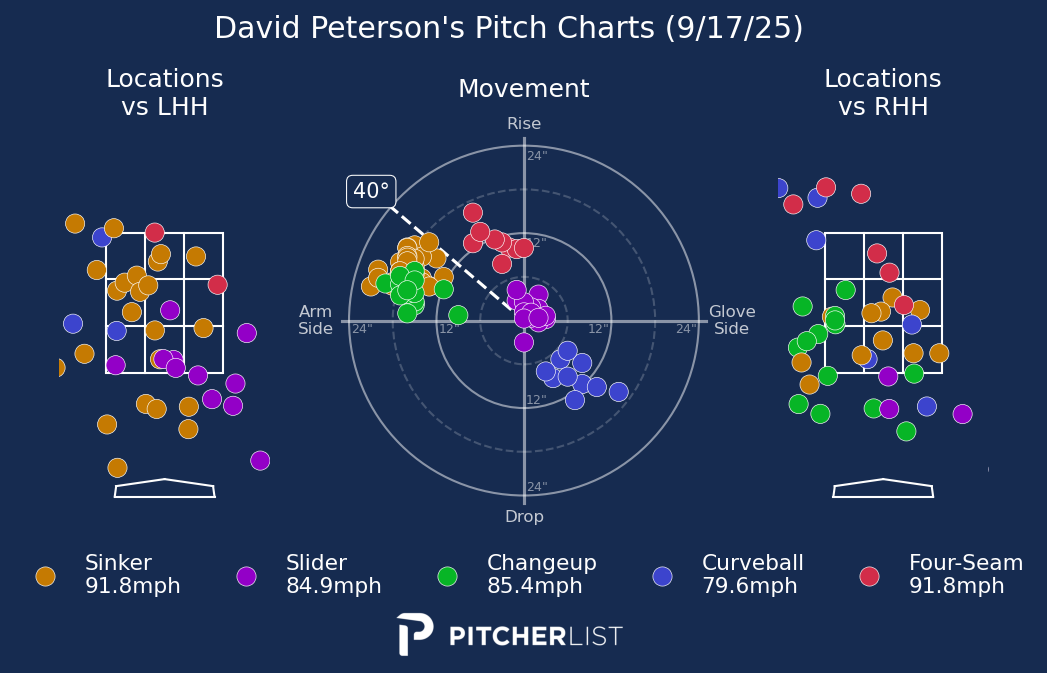 David Peterson's Pitch Charts (9/17/25)
Locations
vs LHH
Movement
Locations
vs RHH
Rise
24"
40°
12"
Arm
Side
24"
12"
12"
24"
Glove
Side
12"
24"
Drop
Sinker
91.8mph
Slider
84.9mph
Changeup
85.4mph
Curveball
79.6mph
Four-Seam
91.8mph
PITCHERLIST